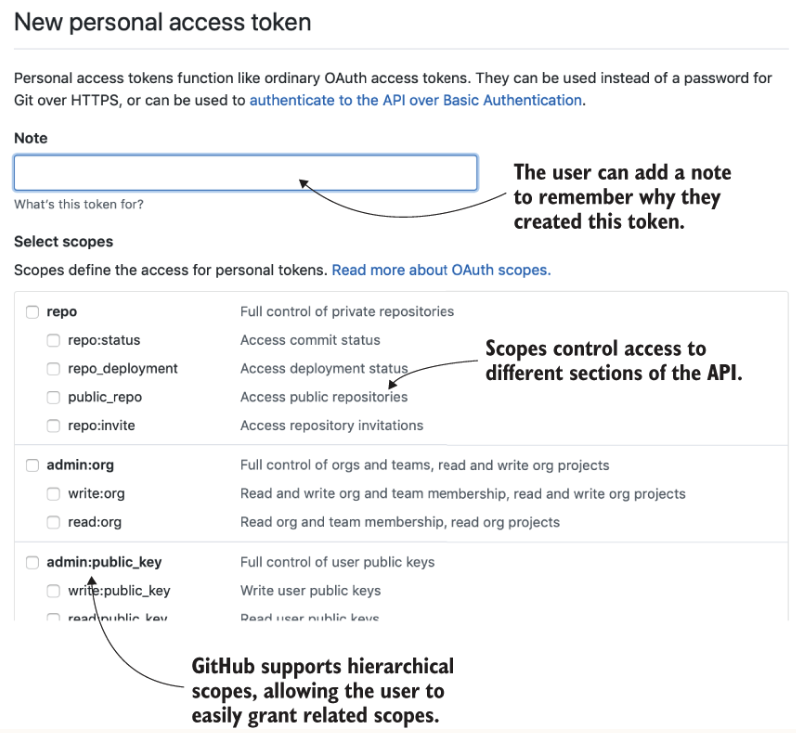 New personal access token
Personal access tokens function like ordinary OAuth access tokens. They can be used instead of a password for
Git over HTTPS, or can be used to authenticate to the API over Basic Authentication.
Note
The user can add a note
to remember why they
created this token.
What's this token for?
Select scopes
Scopes define the access for personal tokens. Read more about OAuth scopes.
repo Full control of private repositories
repo:status Access commit status
repo_deployment Access deployment status
public_repo Access public repositories
repo:invite Access repository invitations
Scopes control access to
different sections of the API.
admin:org Full control of orgs and teams, read and write org projects
write:org Read and write org and team membership, read and write org projects
read:org Read org and team membership, read org projects
admin:public_key Full control of user public keys
write:public_key Write user public keys
read:public_key Read user public keys
GitHub supports hierarchical
scopes, allowing the user to
easily grant related scopes.